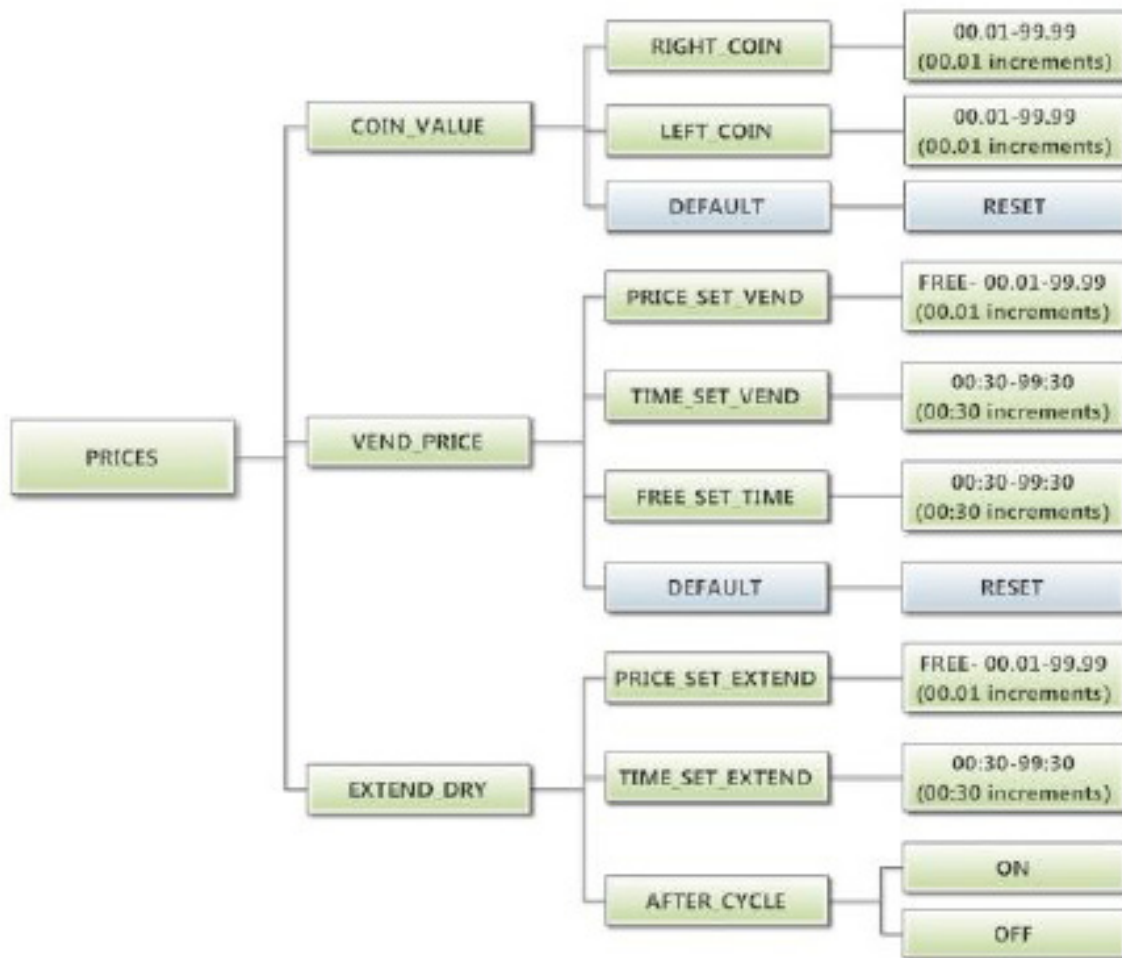 PRICES
COIN_VALUE
RIGHT_COIN
00.01-99.99
(00.01 increments)
LEFT_COIN
00.01-99.99
(00.01 increments)
DEFAULT
RESET
VEND_PRICE
PRICE_SET_VEND
FREE- 00.01-99.99
(00.01 increments)
TIME_SET_VEND
00:30-99:30
(00:30 increments)
FREE_SET_TIME
00:30-99:30
(00:30 increments)
DEFAULT
RESET
EXTEND_DRY
PRICE_SET_EXTEND
FREE- 00.01-99.99
(00.01 increments)
TIME_SET_EXTEND
00:30-99:30
(00:30 increments)
AFTER_CYCLE
ON
OFF